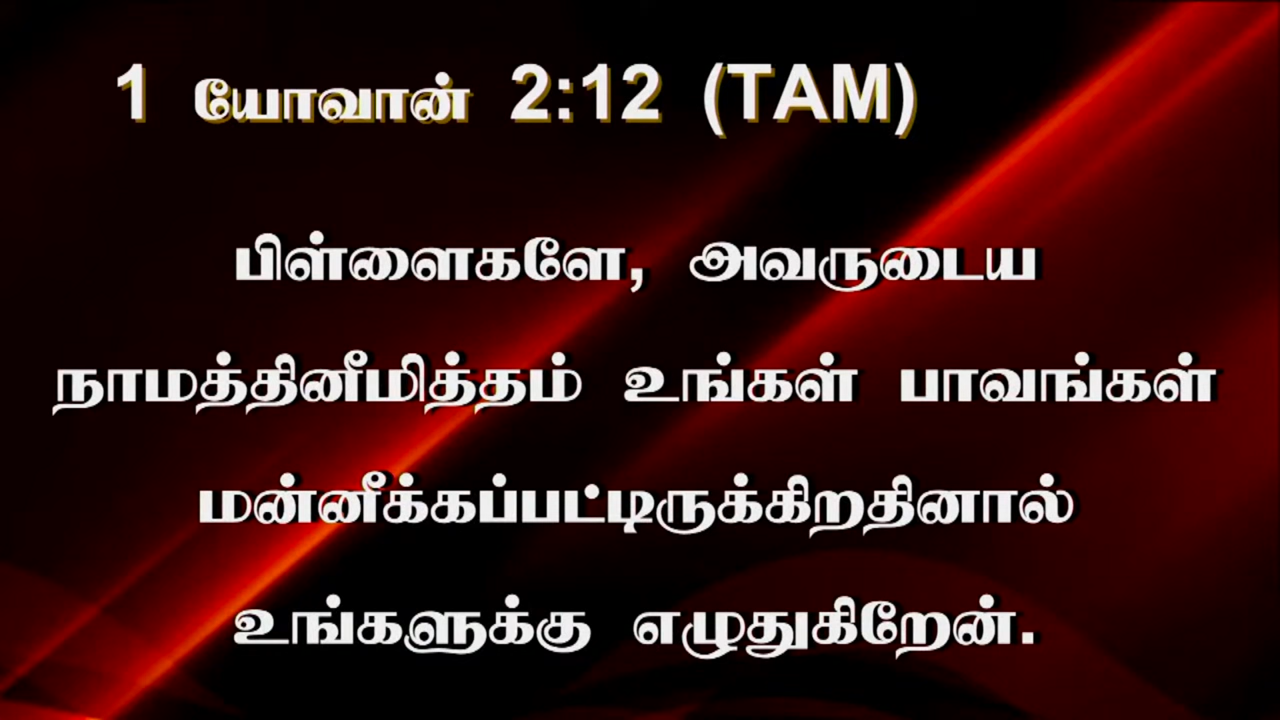 1 யோவான் 2:12 (TAM)
பிள்ளைகளே, அவருடைய
நாமத்தினீமித்தம் உங்கள் பாவங்கள்
மன்னீக்கப்பட்டிருக்கிறதினால்
உங்களுக்கு எழுதுகிறேன்.